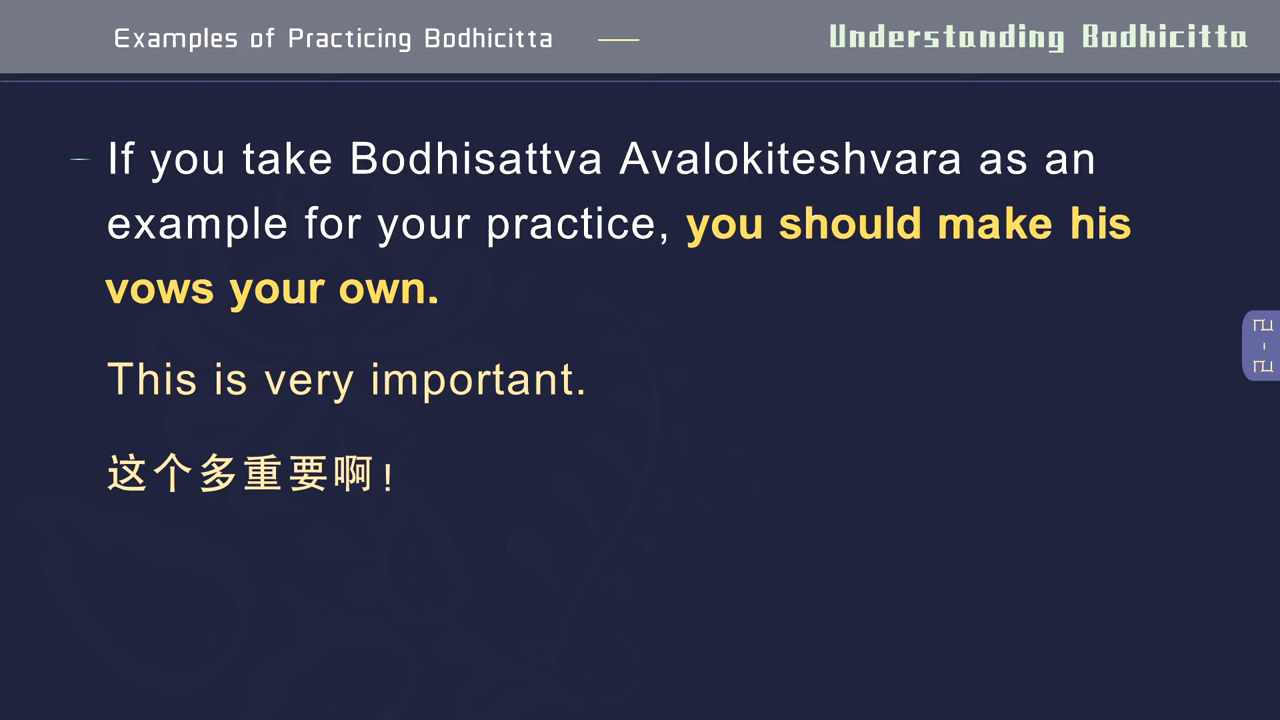 Examples of Practicing Bodhicitta
Understanding Bodhicitta
If you take Bodhisattva Avalokiteshvara as an
example for your practice, you should make his
vows your own.
This is very important.
这个多重要啊!